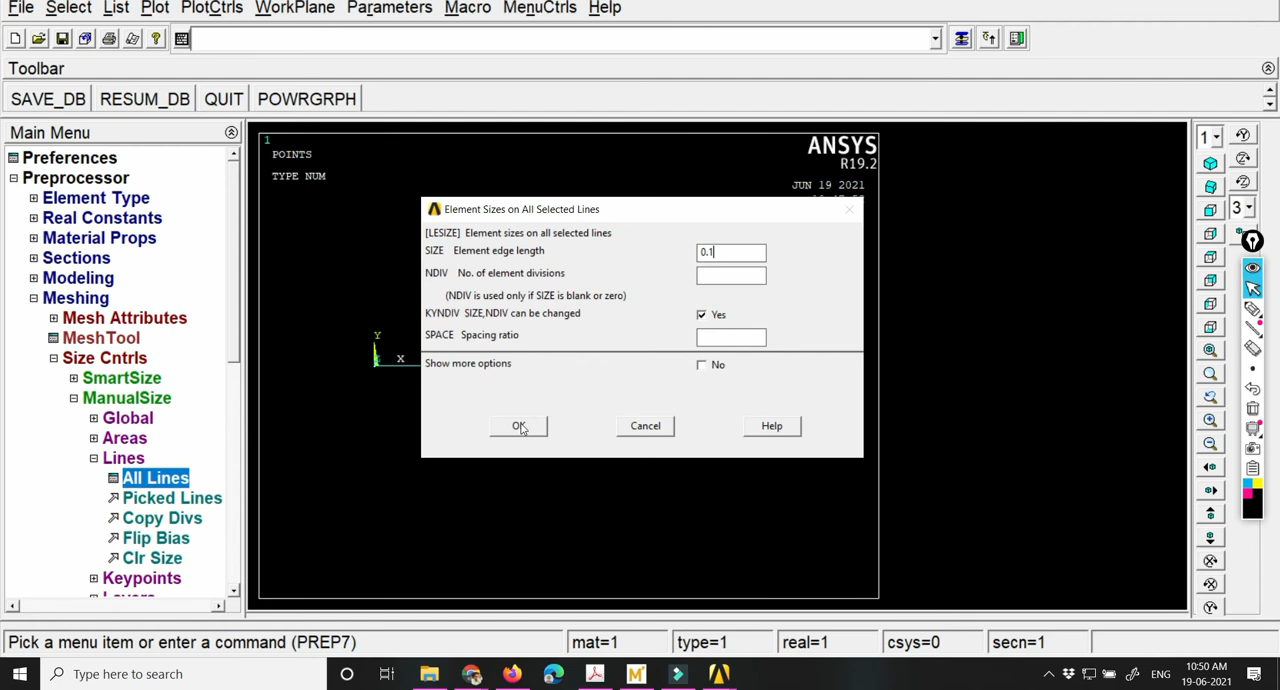 File Select List Plot PlotCtrls WorkPlane Parameters Macro MenuCtrls Help
Toolbar
SAVE_DB RESUM_DB QUIT POWRGRPH
Main Menu
Preferences
Preprocessor
Element Type
Real Constants
Material Props
Sections
Modeling
Meshing
Mesh Attributes
MeshTool
Size Cntrls
SmartSize
ManualSize
Global
Areas
Lines
All Lines
Picked Lines
Copy Divs
Flip Bias
Clr Size
Keypoints
1
POINTS
TYPE NUM
ANSYS
R19.2
JUN 19 2021
Y
X
Element Sizes on All Selected Lines
[LESIZE] Element sizes on all selected lines
SIZE Element edge length 0.1
NDIV No. of element divisions
(NDIV is used only if SIZE is blank or zero)
KYNDIV SIZE,NDIV can be changed Yes
SPACE Spacing ratio
Show more options No
OK Cancel Help
1
3
Pick a menu item or enter a command (PREP7) mat=1 type=1 real=1 csys=0 secn=1
Type here to search
ENG
10:50 AM
19-06-2021